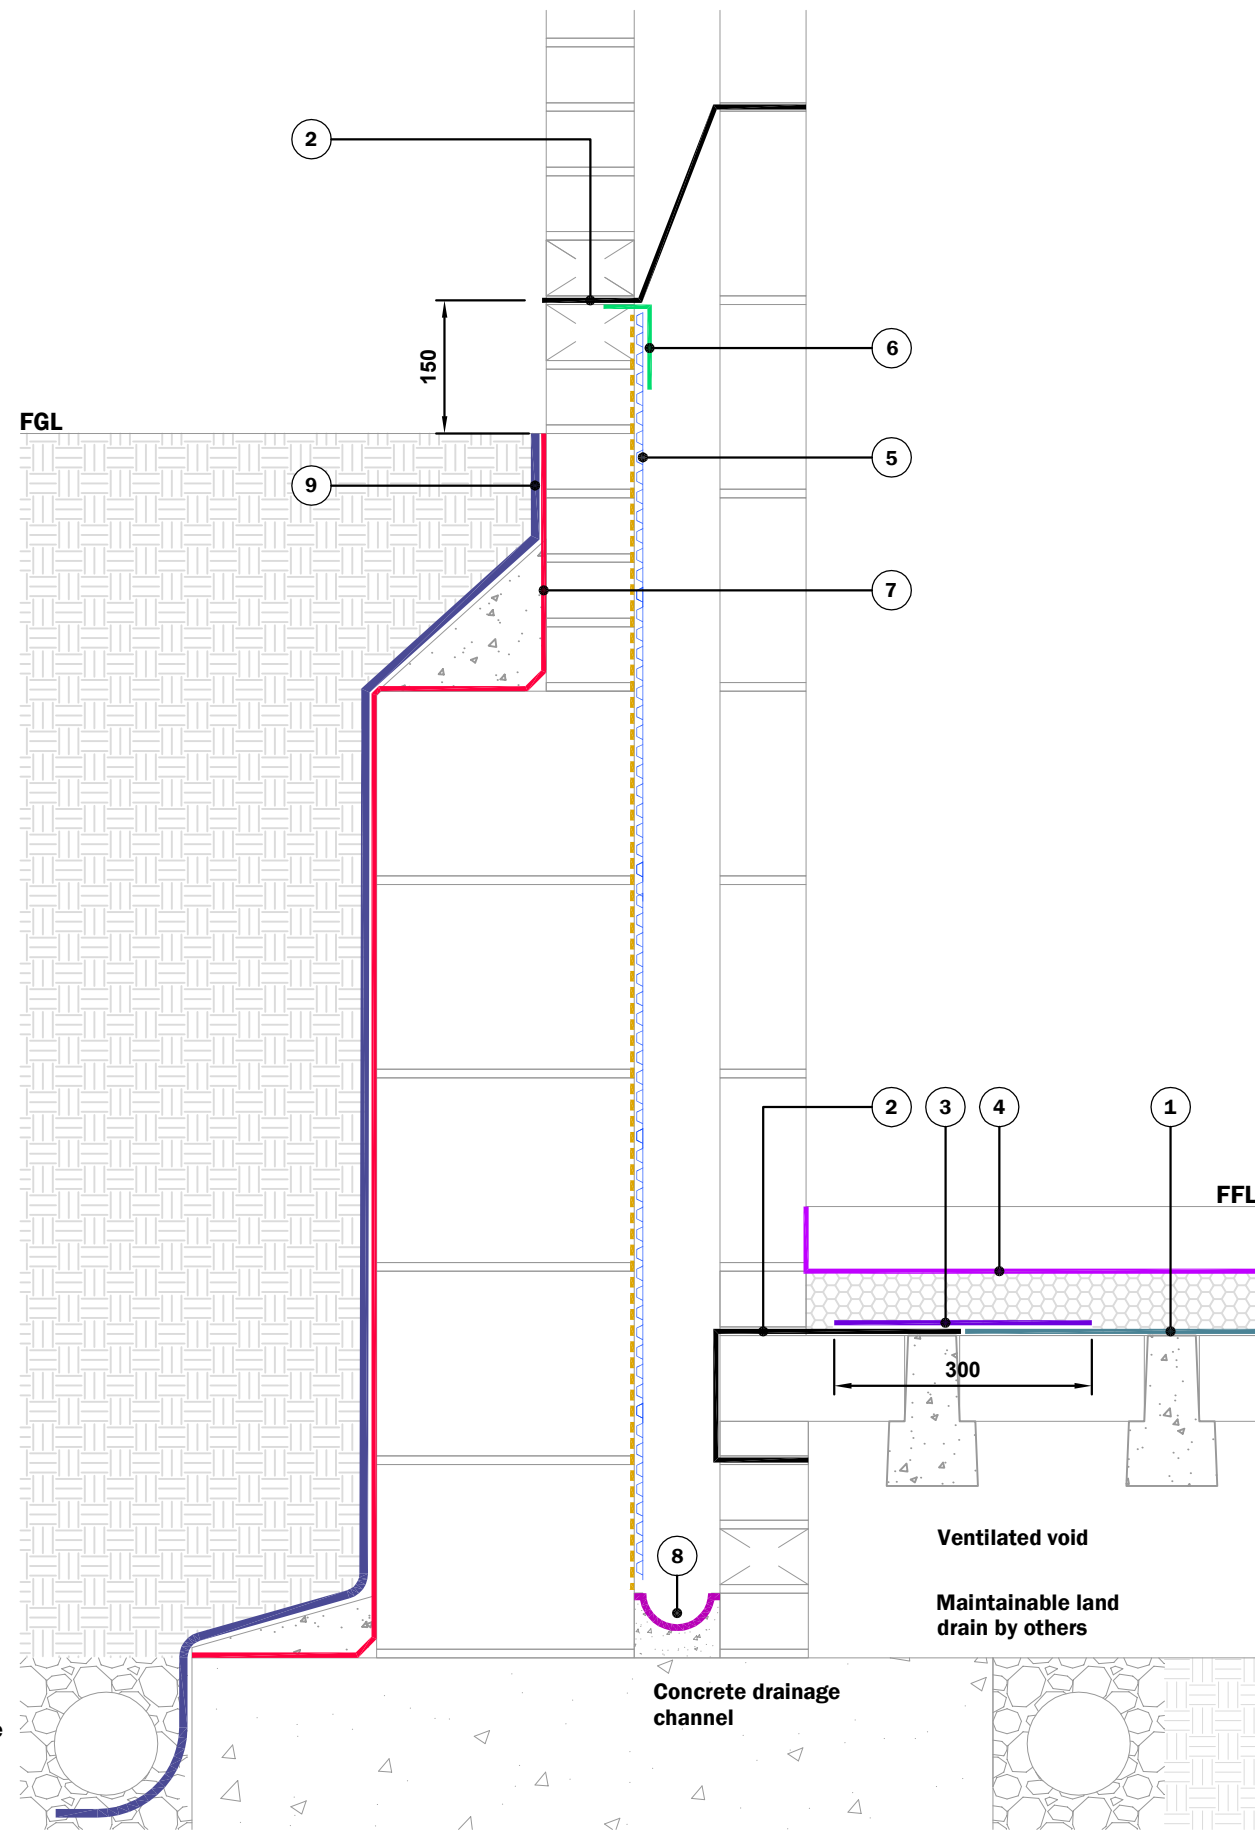 2
6
150
FGL
5
9
7
2
3
4
1
FFL
300
Ventilated void
8
Maintainable land
drain by others
Concrete drainage
channel
e